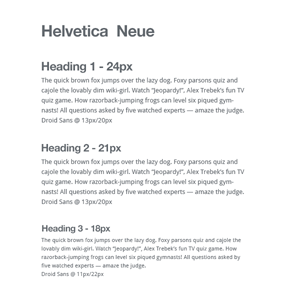 Helvetica Neue
Heading 1 - 24px
The quick brown fox jumps over the lazy dog. Foxy parsons quiz and
cajole the lovably dim wiki-girl. Watch "Jeopardy!", Alex Trebek's fun TV
quiz game. How razorback-jumping frogs can level six piqued gym-
nasts! All questions asked by five watched experts — amaze the judge.
Droid Sans @ 13px/20px
Heading 2 - 21px
The quick brown fox jumps over the lazy dog. Foxy parsons quiz and
cajole the lovably dim wiki-girl. Watch "Jeopardy!", Alex Trebek's fun TV
quiz game. How razorback-jumping frogs can level six piqued gym-
nasts! All questions asked by five watched experts — amaze the judge.
Droid Sans @ 13px/20px
Heading 3 - 18px
The quick brown fox jumps over the lazy dog. Foxy parsons quiz and cajole the
lovably dim wiki-girl. Watch "Jeopardy!", Alex Trebek's fun TV quiz game. How
razorback-jumping frogs can level six piqued gymnasts! All questions asked by
five watched experts — amaze the judge.
Droid Sans @ 11px/22px